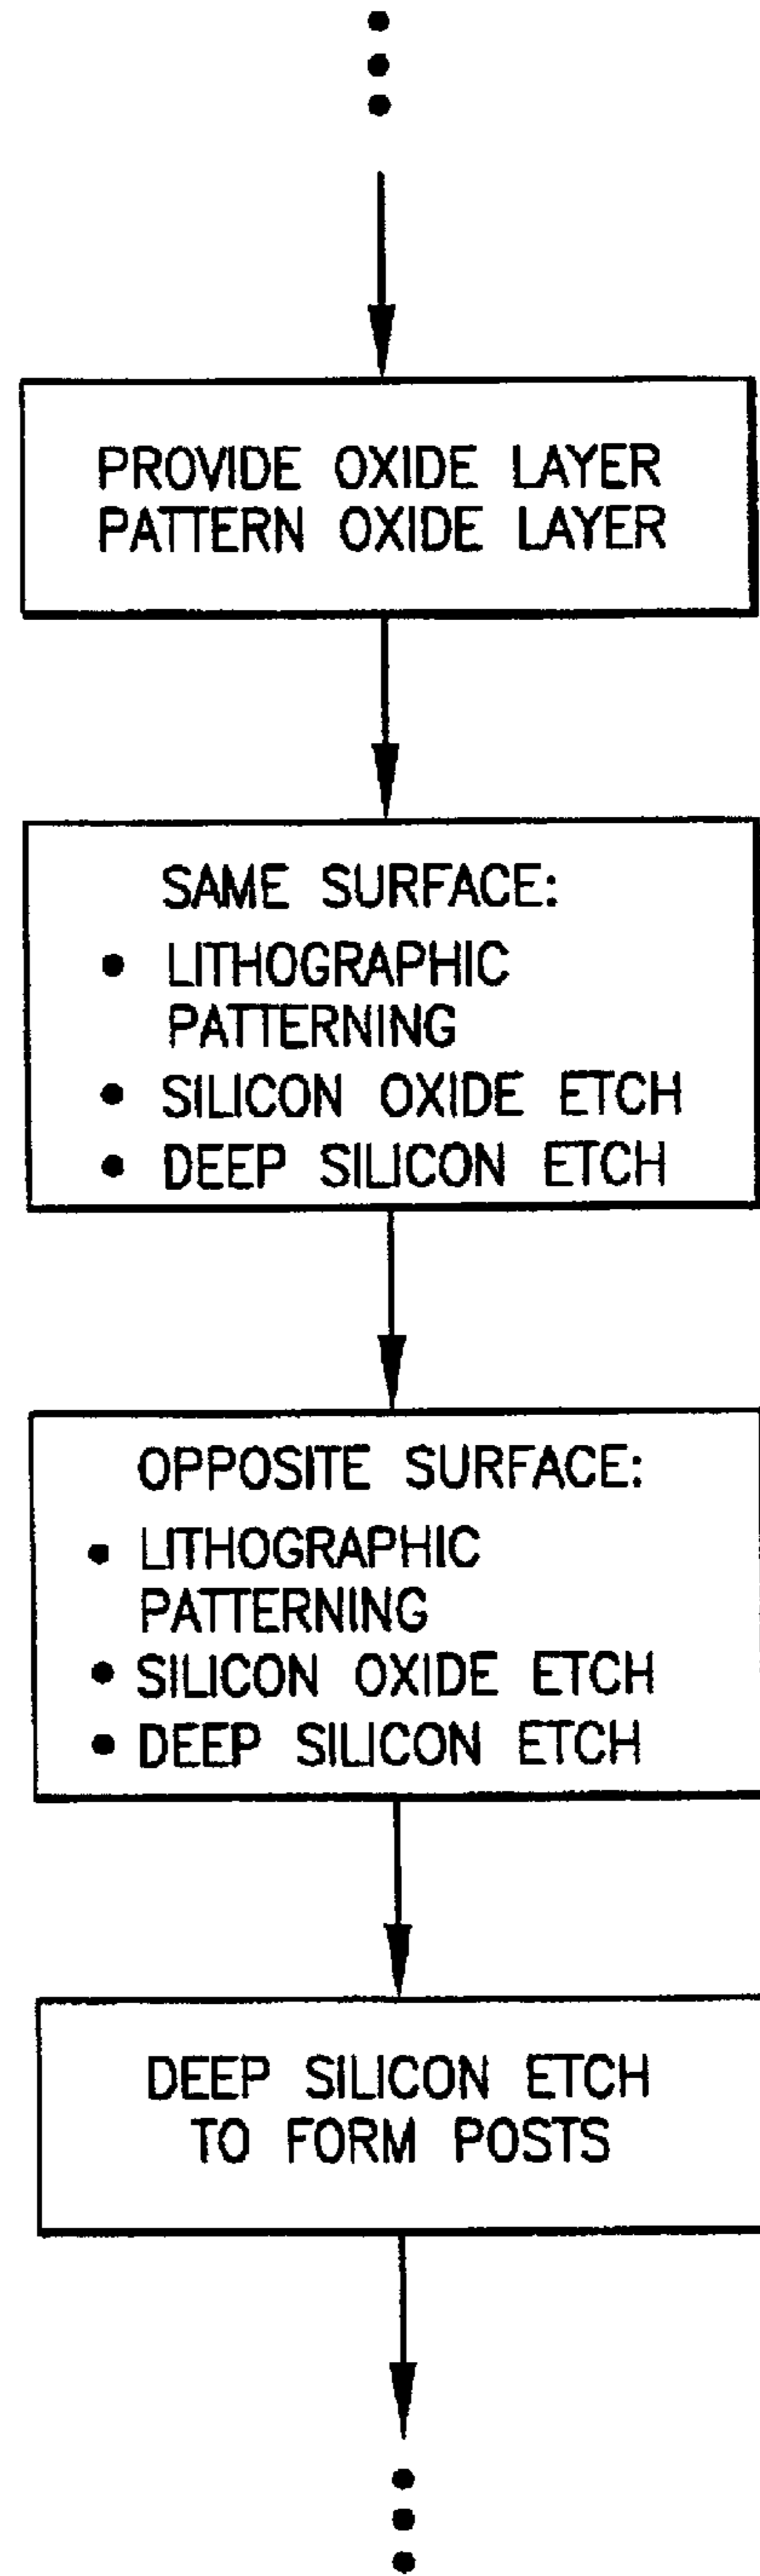 PROVIDE OXIDE LAYER
PATTERN OXIDE LAYER
SAME SURFACE:
• LITHOGRAPHIC
PATTERNING
• SILICON OXIDE ETCH
• DEEP SILICON ETCH
OPPOSITE SURFACE:
• LITHOGRAPHIC
PATTERNING
• SILICON OXIDE ETCH
• DEEP SILICON ETCH
DEEP SILICON ETCH
TO FORM POSTS